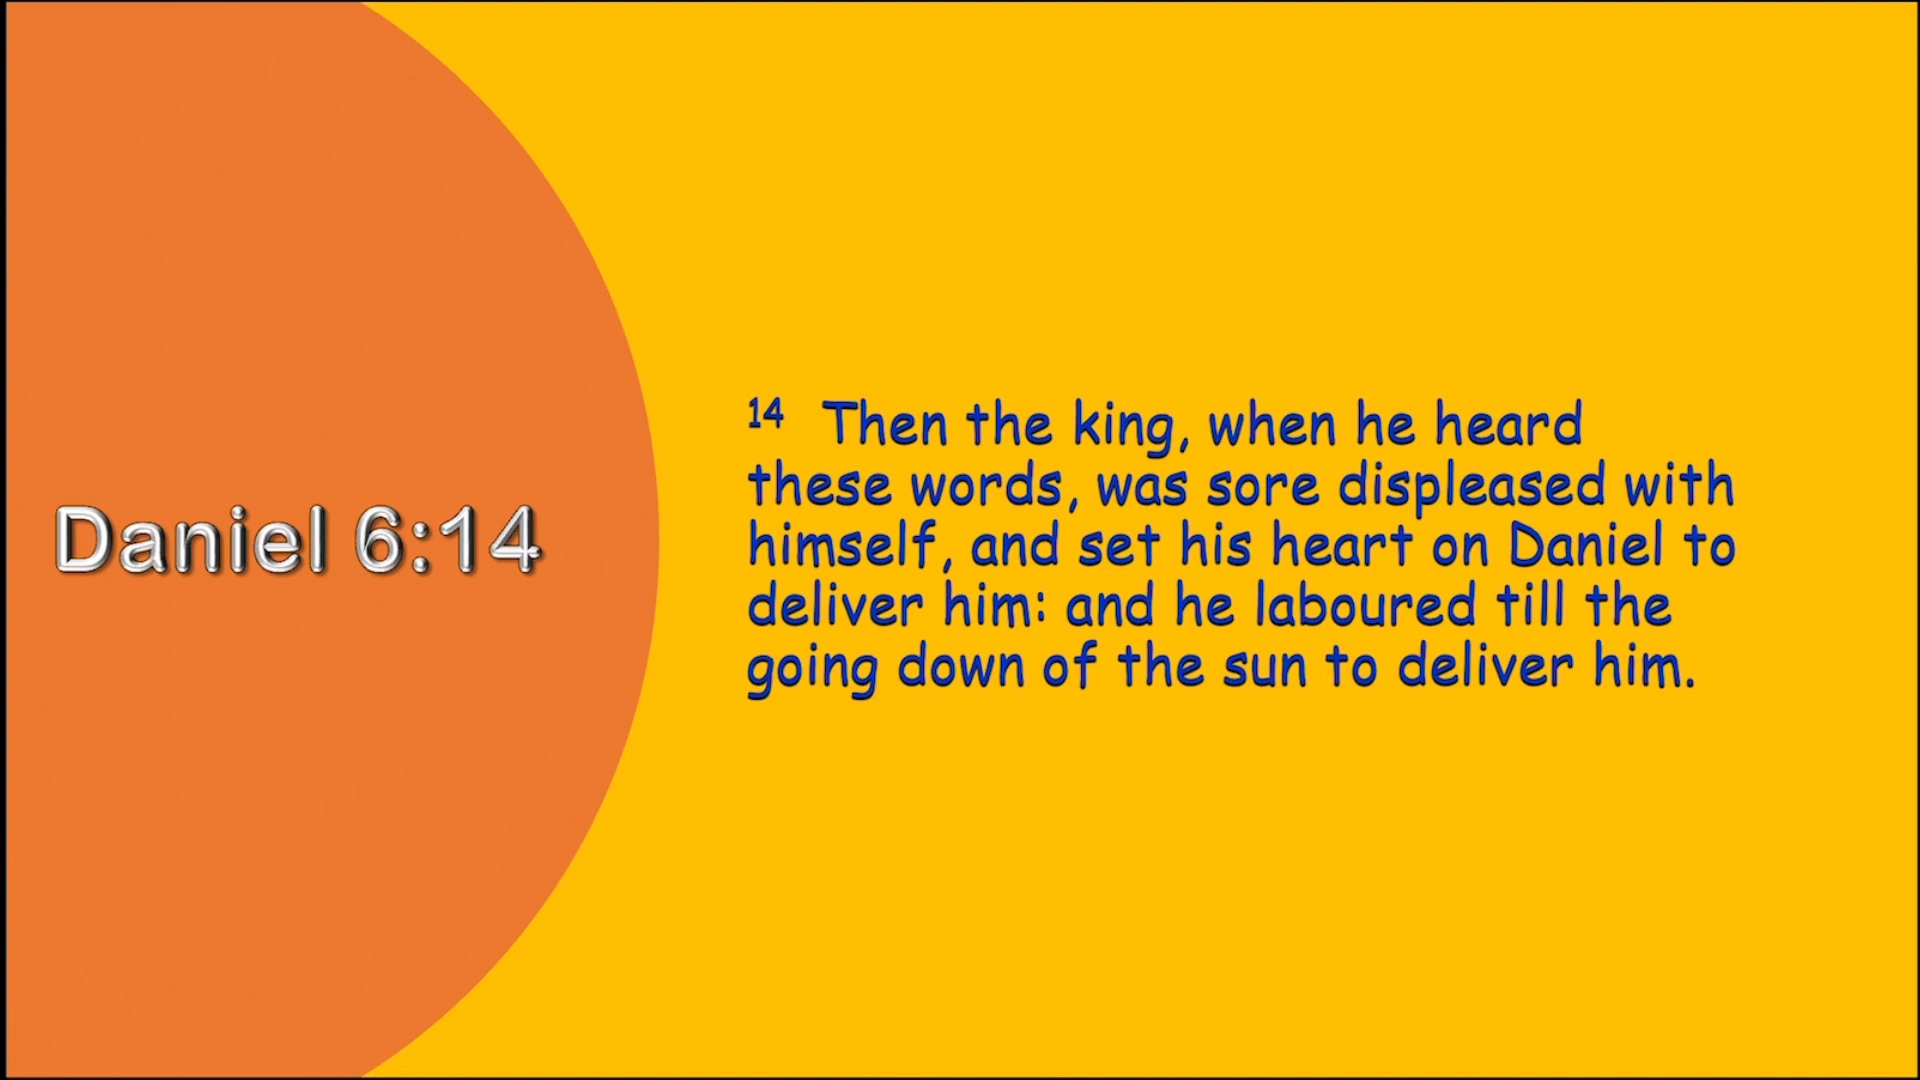 Daniel 6:14
14 Then the king, when he heard
these words, was sore displeased with
himself, and set his heart on Daniel to
deliver him: and he laboured till the
going down of the sun to deliver him.